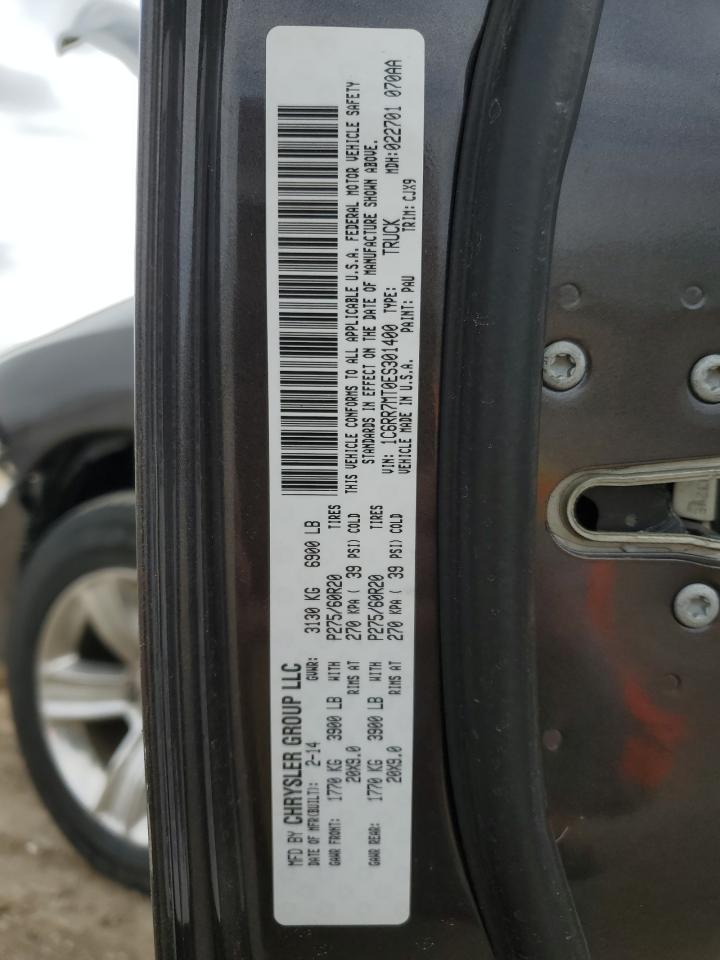 MFD BY CHRYSLER GROUP LLC
DATE OF MFR(BUILT): 2-14 GVWR: 3130 KG 6900 LB
GAWR FRONT: 1770 KG 3900 LB WITH P275/60R20 TIRES
20X9.0 RIMS AT 270 KPA ( 39 PSI) COLD
GAWR REAR: 1770 KG 3900 LB WITH P275/60R20 TIRES
20X9.0 RIMS AT 270 KPA ( 39 PSI) COLD
THIS VEHICLE CONFORMS TO ALL APPLICABLE U.S.A. FEDERAL MOTOR VEHICLE SAFETY
STANDARDS IN EFFECT ON THE DATE OF MANUFACTURE SHOWN ABOVE.
VIN: 1C6RR7MT0ES301400 TYPE: TRUCK MDH:022701 070AA
VEHICLE MADE IN U.S.A. PAINT: PAU TRIM: CJX9